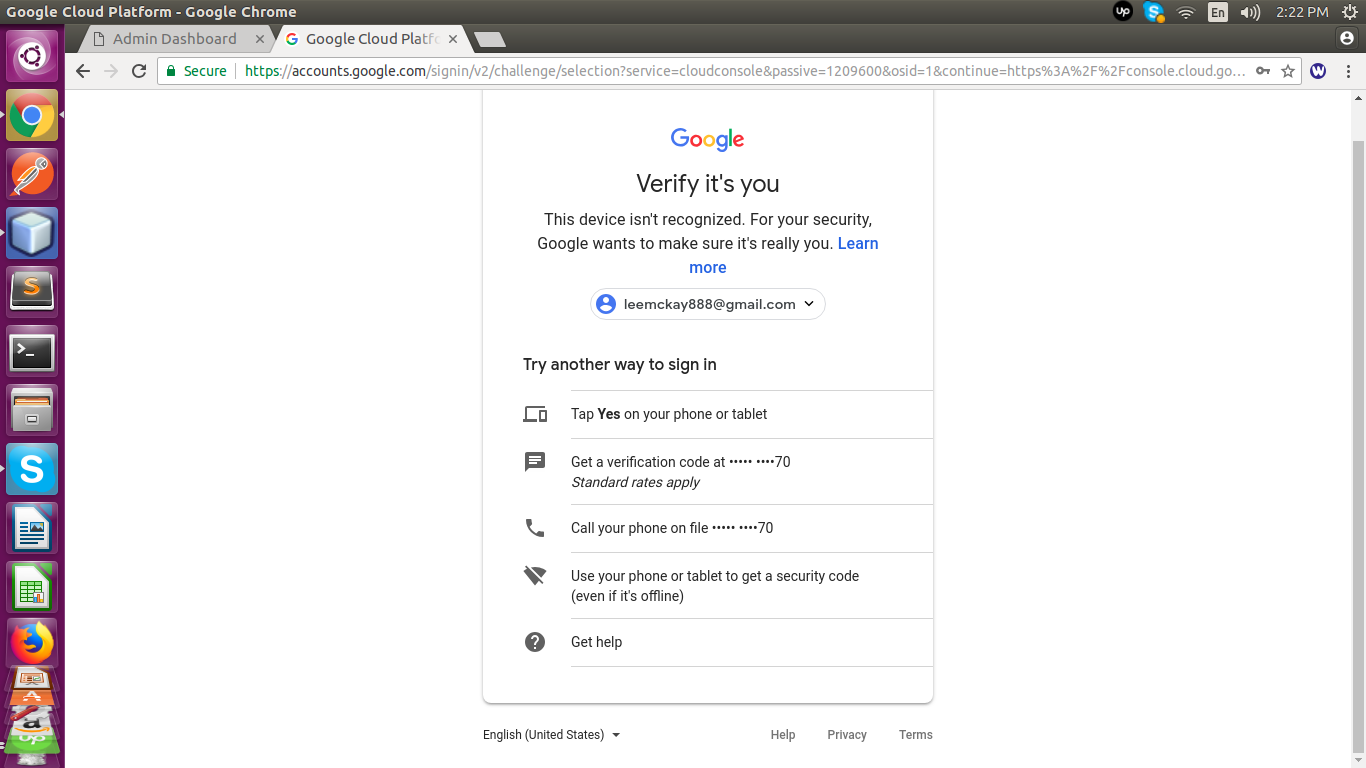 Google Cloud Platform - Google Chrome
up
En
2:22 PM
Admin Dashboard
Google Cloud Platfo
Secure
https://accounts.google.com/signin/v2/challenge/selection?service=cloudconsole&passive=1209600&osid=1&continue=https%3A%2F%2Fconsole.cloud.go...
W
Google
Verify it's you
This device isn't recognized. For your security,
Google wants to make sure it's really you. Learn
more
leemckay888@gmail.com
Try another way to sign in
Tap Yes on your phone or tablet
Get a verification code at ••••• ••••70
Standard rates apply
Call your phone on file ••••• ••••70
Use your phone or tablet to get a security code
(even if it's offline)
Get help
English (United States)
Help
Privacy
Terms
S
>_
S
A
a
up